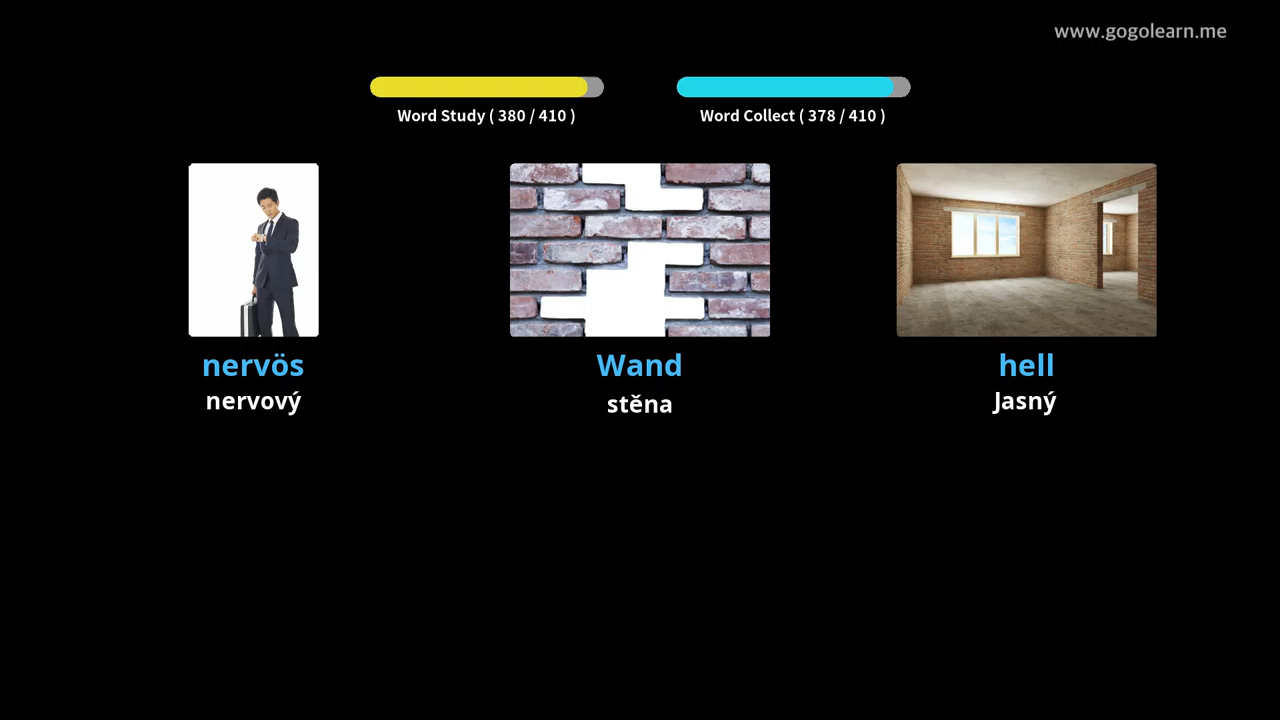 www.gogolearn.me
Word Study ( 380 / 410 )
Word Collect ( 378 / 410 )
nervös
nervový
Wand
stěna
hell
Jasný